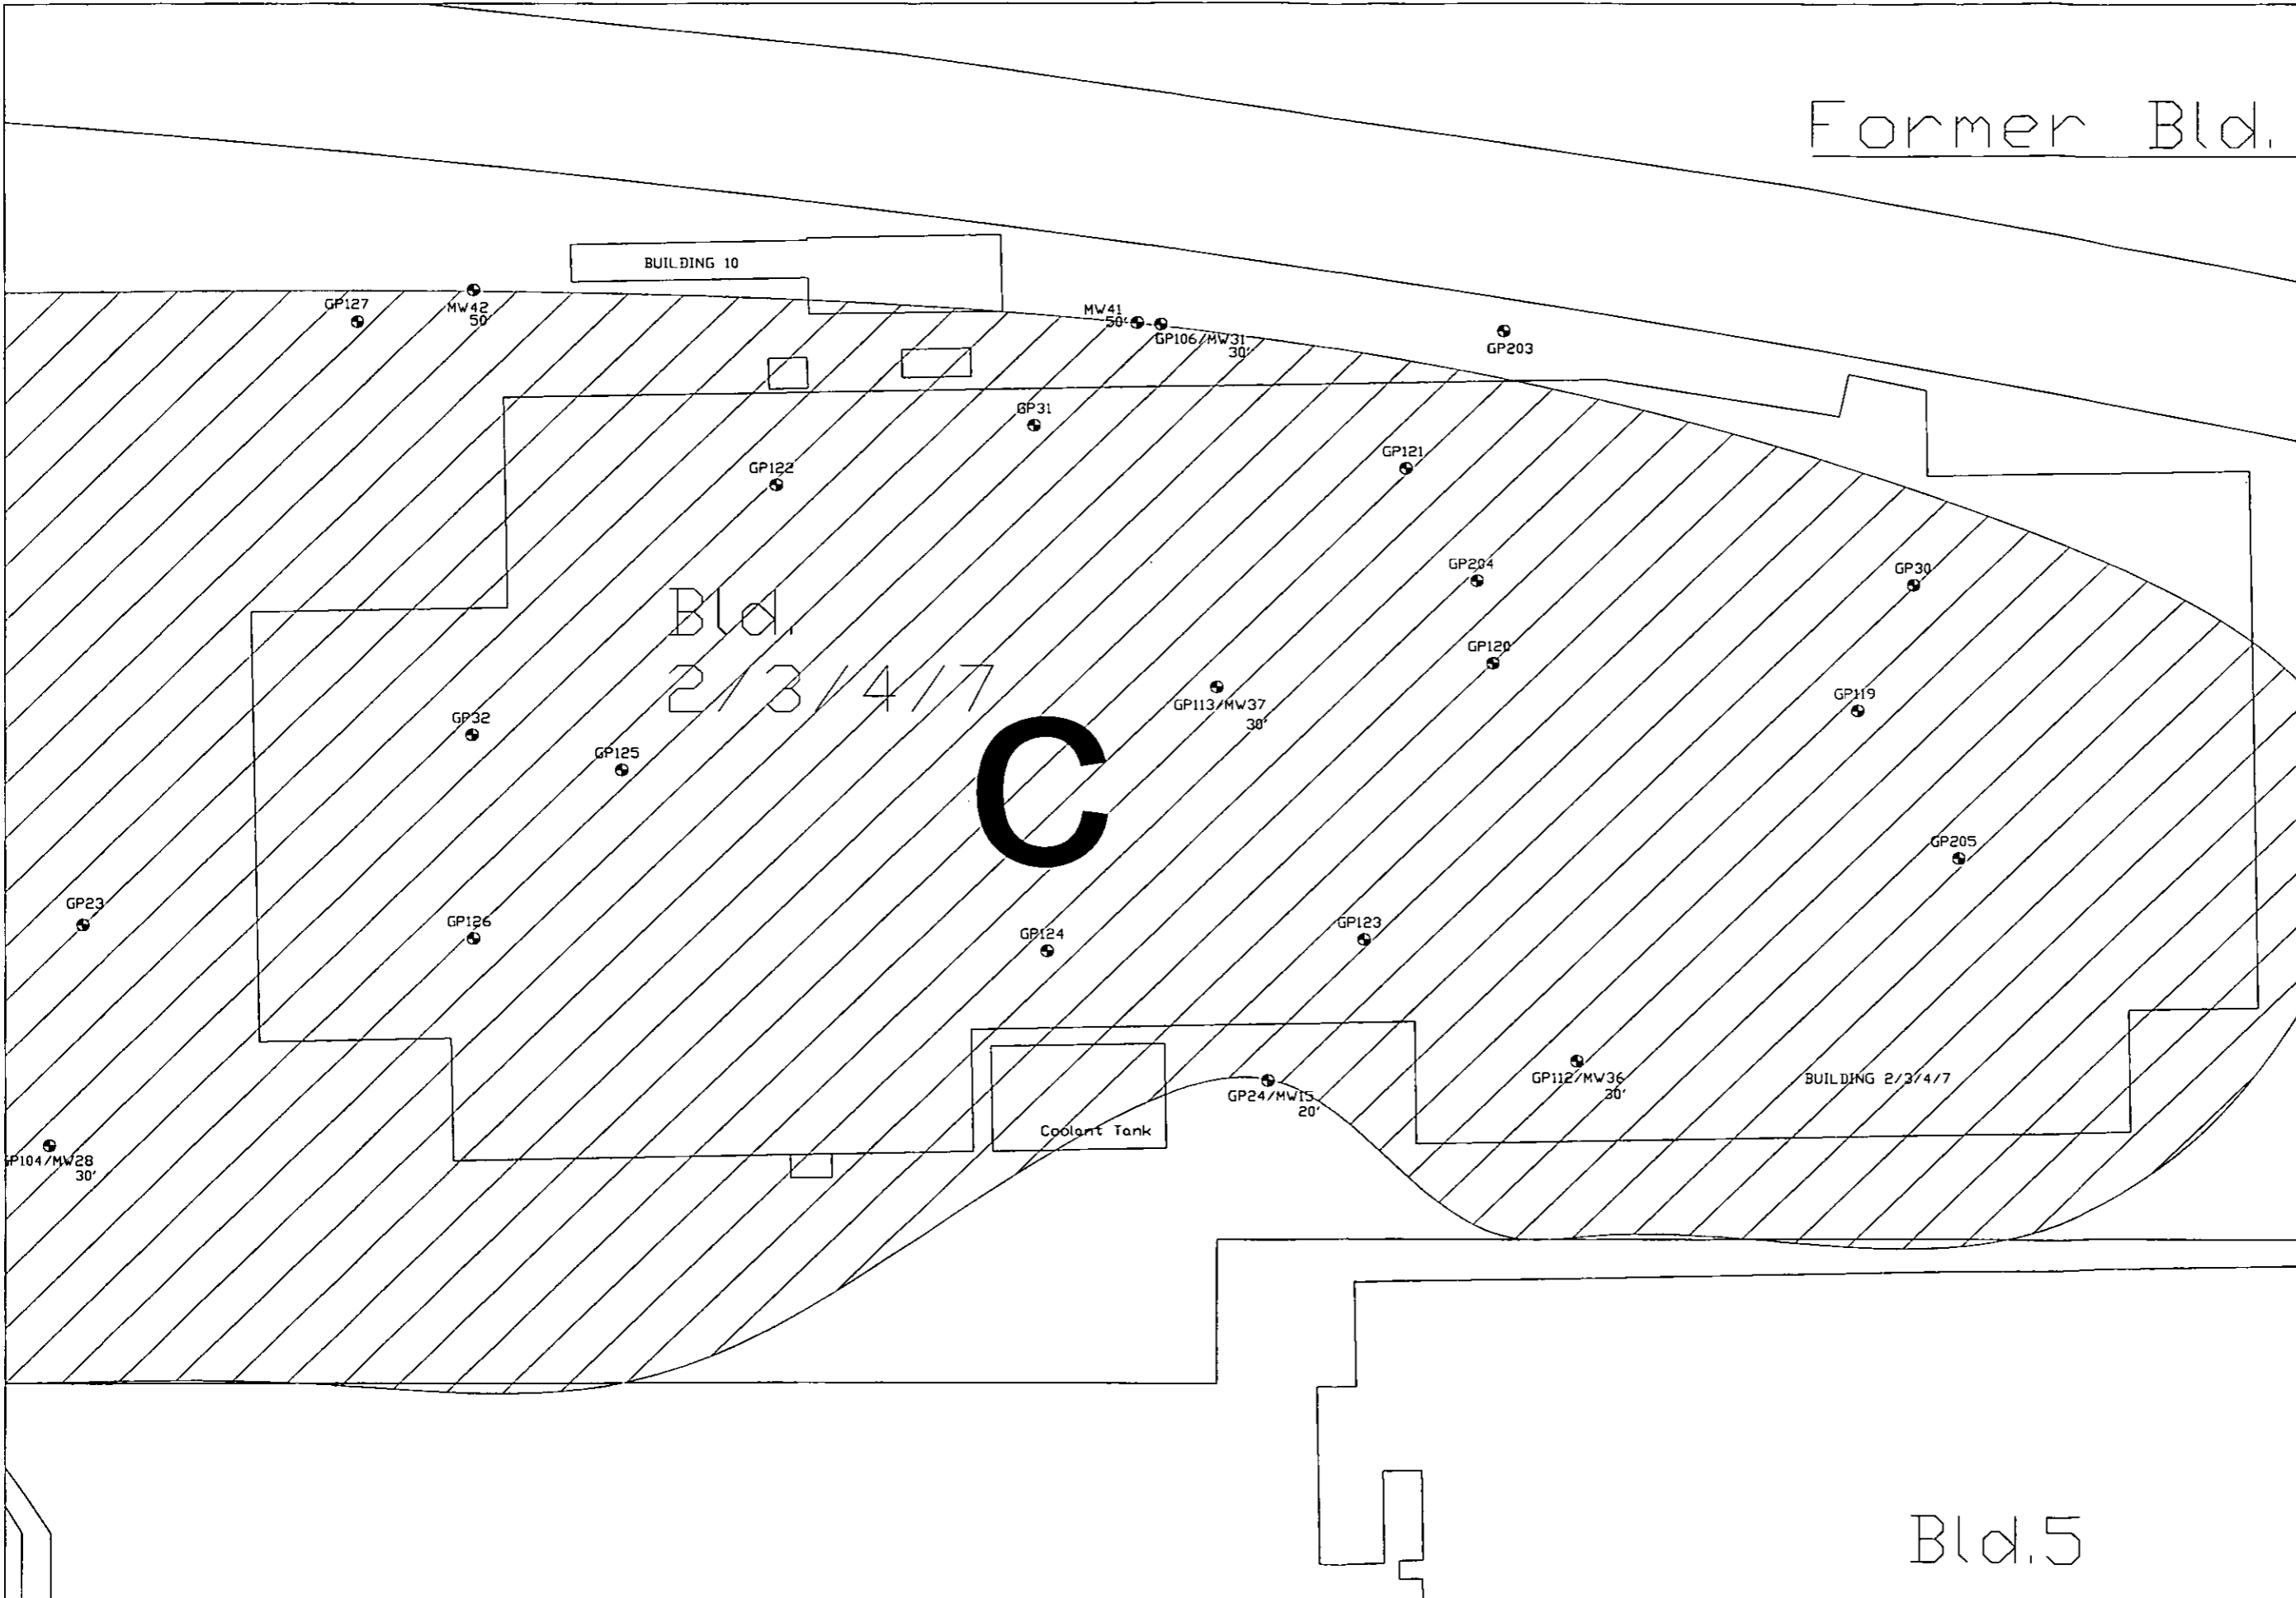 Former Bld.
BUILDING 10
GP127
MW42
50'
MW41
50'
GP106/MW31
30'
GP203
GP31
GP122
GP121
GP204
GP30
Bld.
2/3/4/7
GP120
GP113/MW37
30'
GP119
GP32
GP125
C
GP205
GP23
GP126
GP124
GP123
GP112/MW36
30'
BUILDING 2/3/4/7
GP24/MW15
20'
Coolant Tank
P104/MW28
30'
Bld.5